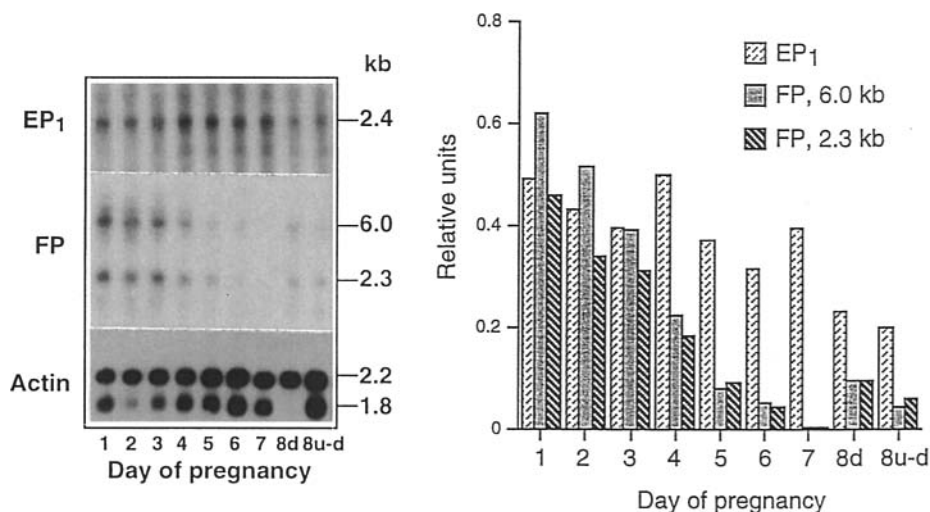 kb
EP1
2.4
6.0
FP
2.3
Actin
2.2
1.8
1 2 3 4 5 6 7 8d 8u-d
Day of pregnancy
0.8
0.6
0.4
0.2
0
Relative units
EP1
FP, 6.0 kb
FP, 2.3 kb
1 2 3 4 5 6 7 8d 8u-d
Day of pregnancy